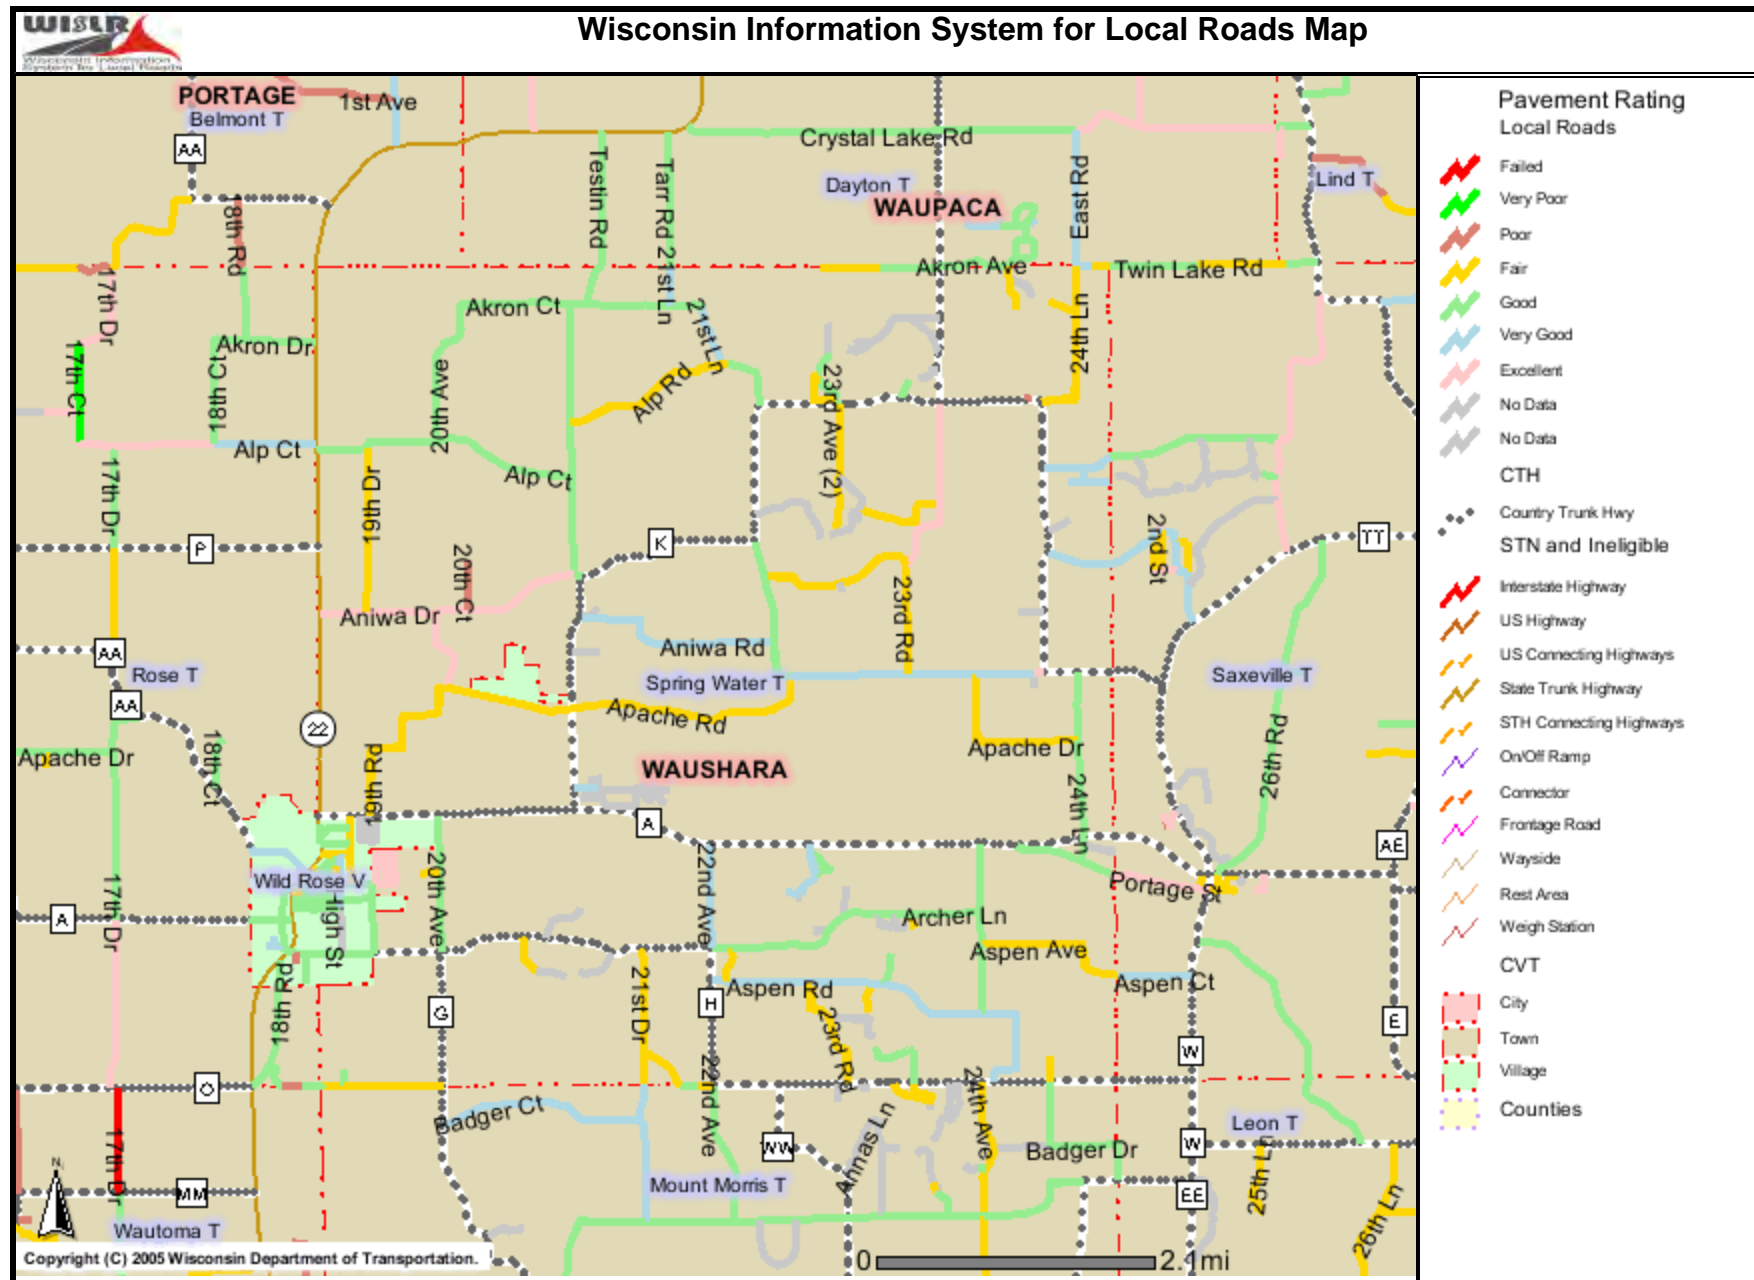 WISLR
Wisconsin Information
System for Local Roads
Wisconsin Information System for Local Roads Map
PORTAGE
1st Ave
Belmont T
AA
Crystal Lake Rd
Testin Rd
Tarr Rd
East Rd
Dayton T
WAUPACA
Lind T
18th Rd
21st Ln
Akron Ave
Twin Lake Rd
17th Dr
Akron Ct
21st Ln
24th Ln
Akron Dr
17th Ct
18th Ct
20th Ave
Alp Rd
23rd Ave (2)
Alp Ct
Alp Ct
17th Dr
19th Dr
P
K
2nd St
TT
20th Ct
Aniwa Dr
23rd Rd
Aniwa Rd
AA
Rose T
Spring Water T
Saxeville T
AA
22
Apache Rd
26th Rd
Apache Dr
18th Ct
19th Rd
WAUSHARA
Apache Dr
24th Ln
A
AE
Wild Rose V
20th Ave
22nd Ave
Portage St
A
17th Dr
High St
Archer Ln
Aspen Ave
18th Rd
21st Dr
Aspen Rd
Aspen Ct
G
H
23rd Rd
E
W
O
22nd Ave
24th Ave
Badger Ct
Ahnas Ln
Leon T
17th Dr
WW
Badger Dr
W
25th Ln
Mount Morris T
MM
EE
26th Ln
N
Wautoma T
Copyright (C) 2005 Wisconsin Department of Transportation.
0
2.1mi
Pavement Rating
Local Roads
Failed
Very Poor
Poor
Fair
Good
Very Good
Excellent
No Data
No Data
CTH
Country Trunk Hwy
STN and Ineligible
Interstate Highway
US Highway
US Connecting Highways
State Trunk Highway
STH Connecting Highways
On/Off Ramp
Connector
Frontage Road
Wayside
Rest Area
Weigh Station
CVT
City
Town
Village
Counties